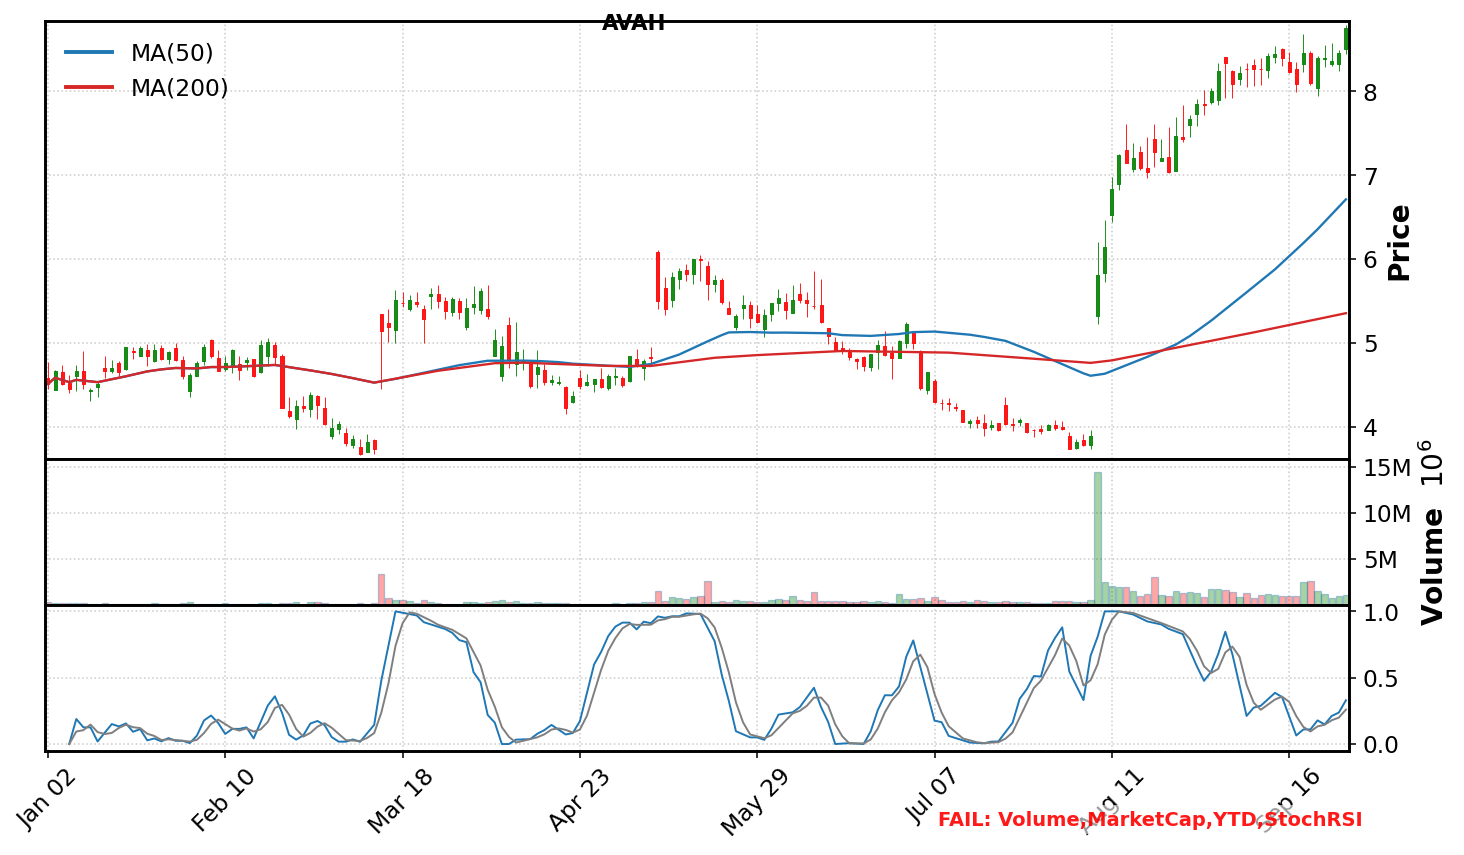 AVAH
MA(50)
MA(200)
8
7
6
5
4
Price
15M
10M
5M
Volume 10^6
1.0
0.5
0.0
Jan 02
Feb 10
Mar 18
Apr 23
May 29
Jul 07
Aug 11
Sep 16
FAIL: Volume,MarketCap,YTD,StochRSI